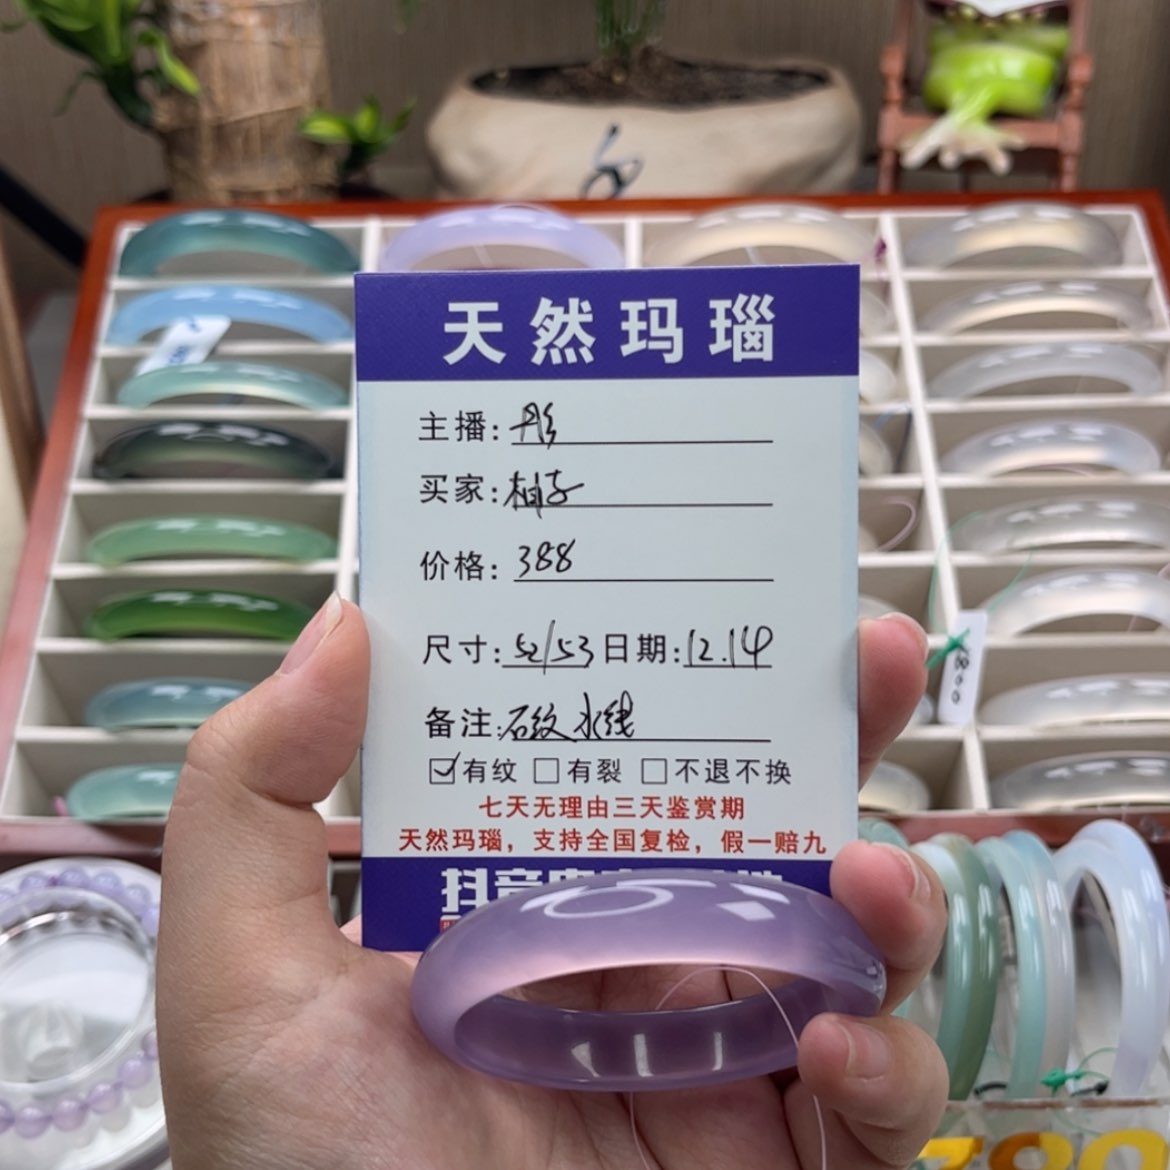 天然玛瑙
主播: 彤
买家: 柚子
价格: 388
尺寸: 52/53 日期: 12.14
备注: 石纹 水线
☑有纹 □有裂 □不退不换
七天无理由三天鉴赏期
天然玛瑙，支持全国复检，假一赔九
抖音